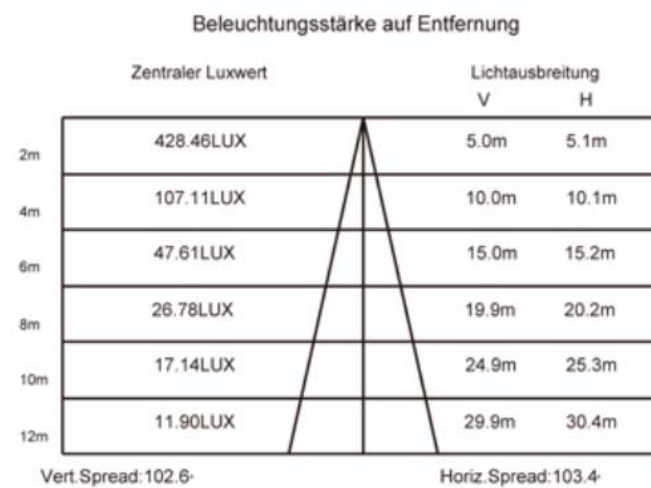 Beleuchtungsstärke auf Entfernung
Zentraler Luxwert Lichtausbreitung
V H
2m 428.46LUX 5.0m 5.1m
4m 107.11LUX 10.0m 10.1m
6m 47.61LUX 15.0m 15.2m
8m 26.78LUX 19.9m 20.2m
10m 17.14LUX 24.9m 25.3m
12m 11.90LUX 29.9m 30.4m
Vert.Spread:102.6- Horiz.Spread:103.4-